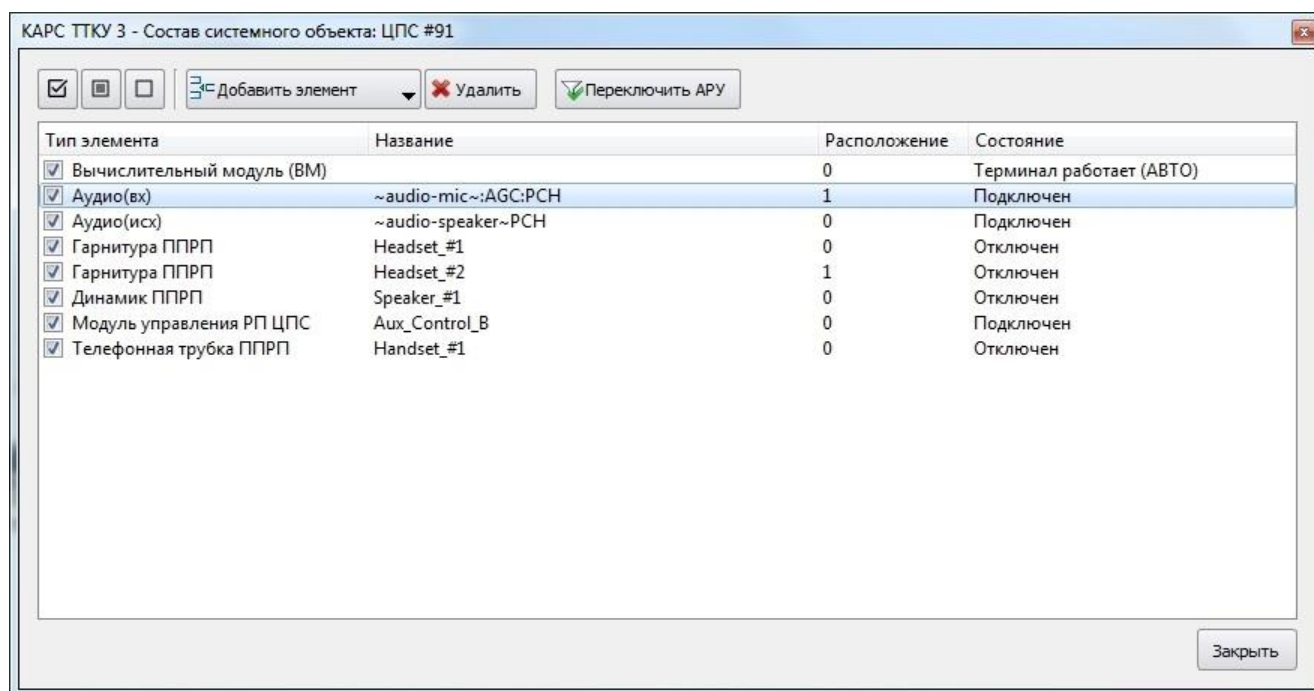 КАРС ТТКУ 3 - Состав системного объекта: ЦПС #91
Добавить элемент Удалить Переключить АРУ
Тип элемента Название Расположение Состояние
Вычислительный модуль (ВМ) 0 Терминал работает (АВТО)
Аудио(вх) ~audio-mic~:AGC:PCH 1 Подключен
Аудио(исх) ~audio-speaker~PCH 0 Подключен
Гарнитура ППРП Headset_#1 0 Отключен
Гарнитура ППРП Headset_#2 1 Отключен
Динамик ППРП Speaker_#1 0 Отключен
Модуль управления РП ЦПС Aux_Control_B 0 Подключен
Телефонная трубка ППРП Handset_#1 0 Отключен
Закрыть